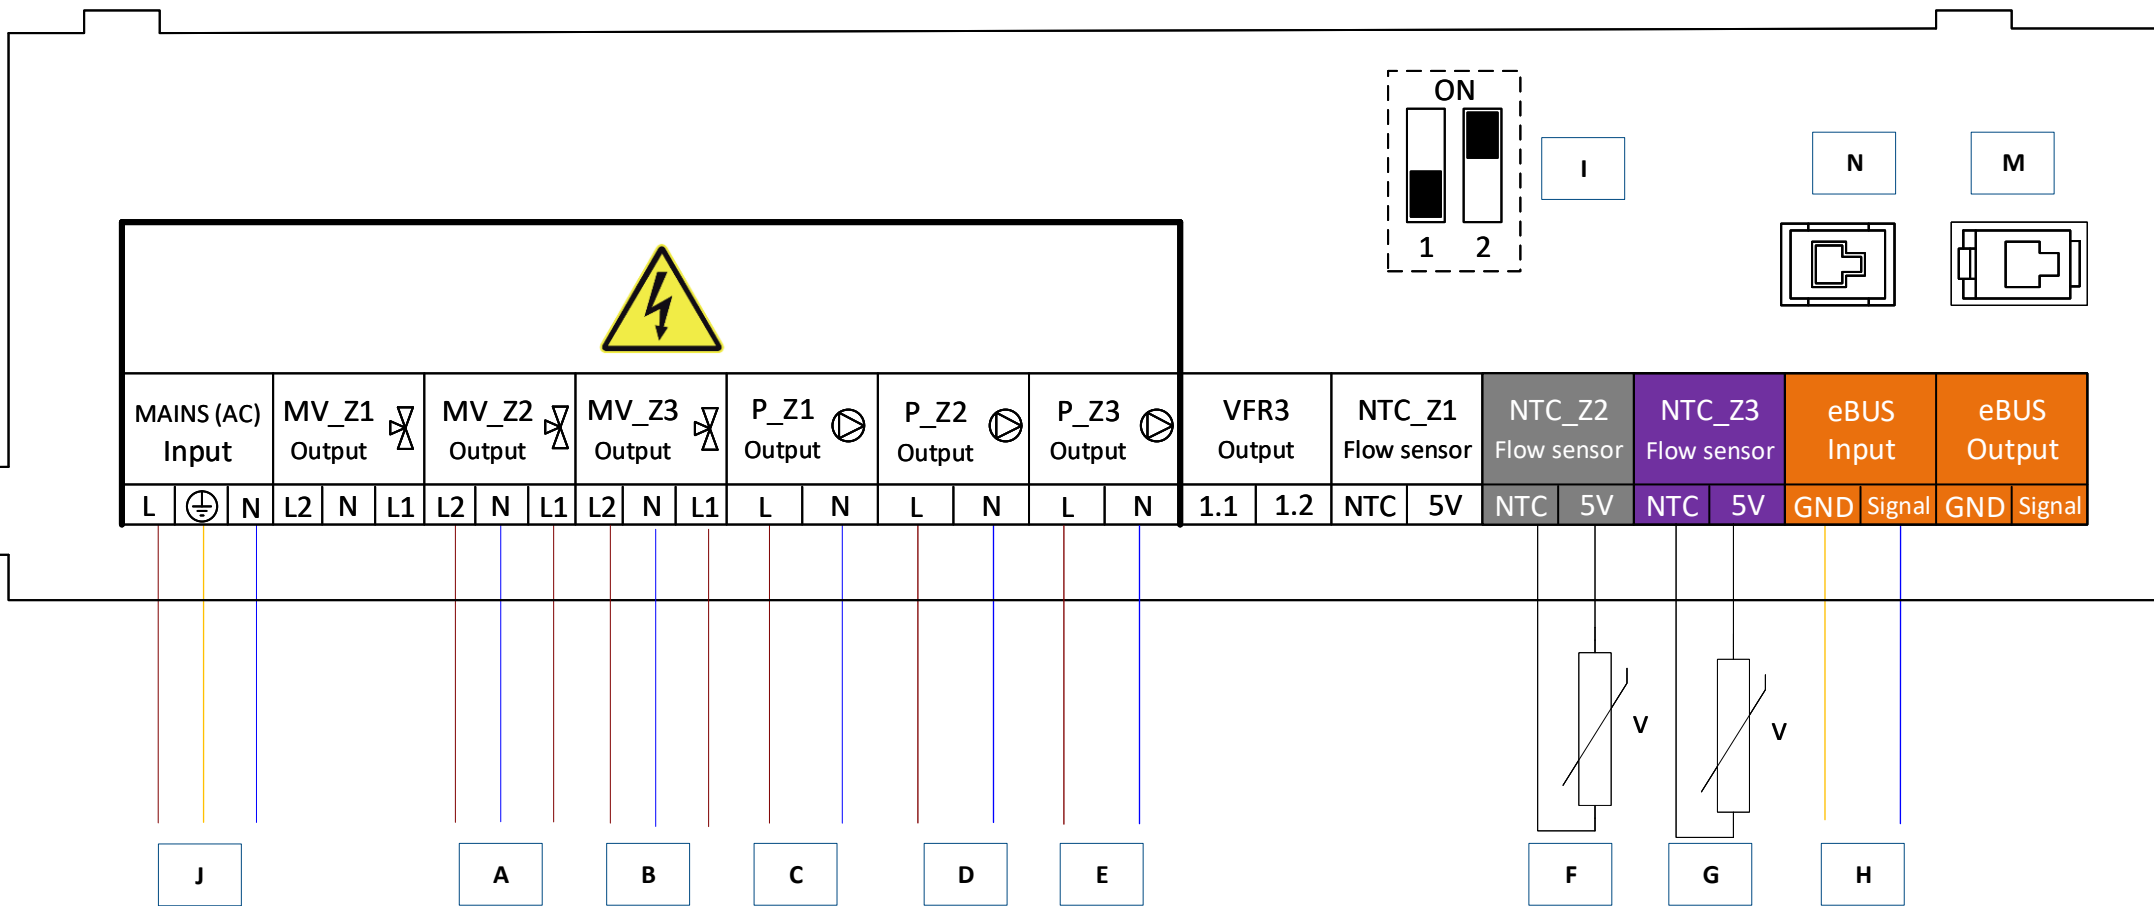 ON
1 2
I
N
M
MAINS (AC)
Input
MV_Z1
Output
MV_Z2
Output
MV_Z3
Output
P_Z1
Output
P_Z2
Output
P_Z3
Output
VFR3
Output
NTC_Z1
Flow sensor
NTC_Z2
Flow sensor
NTC_Z3
Flow sensor
eBUS
Input
eBUS
Output
L N L2 N L1 L2 N L1 L2 N L1 L N L N L N 1.1 1.2 NTC 5V NTC 5V NTC 5V GND Signal GND Signal
V
V
J
A
B
C
D
E
F
G
H